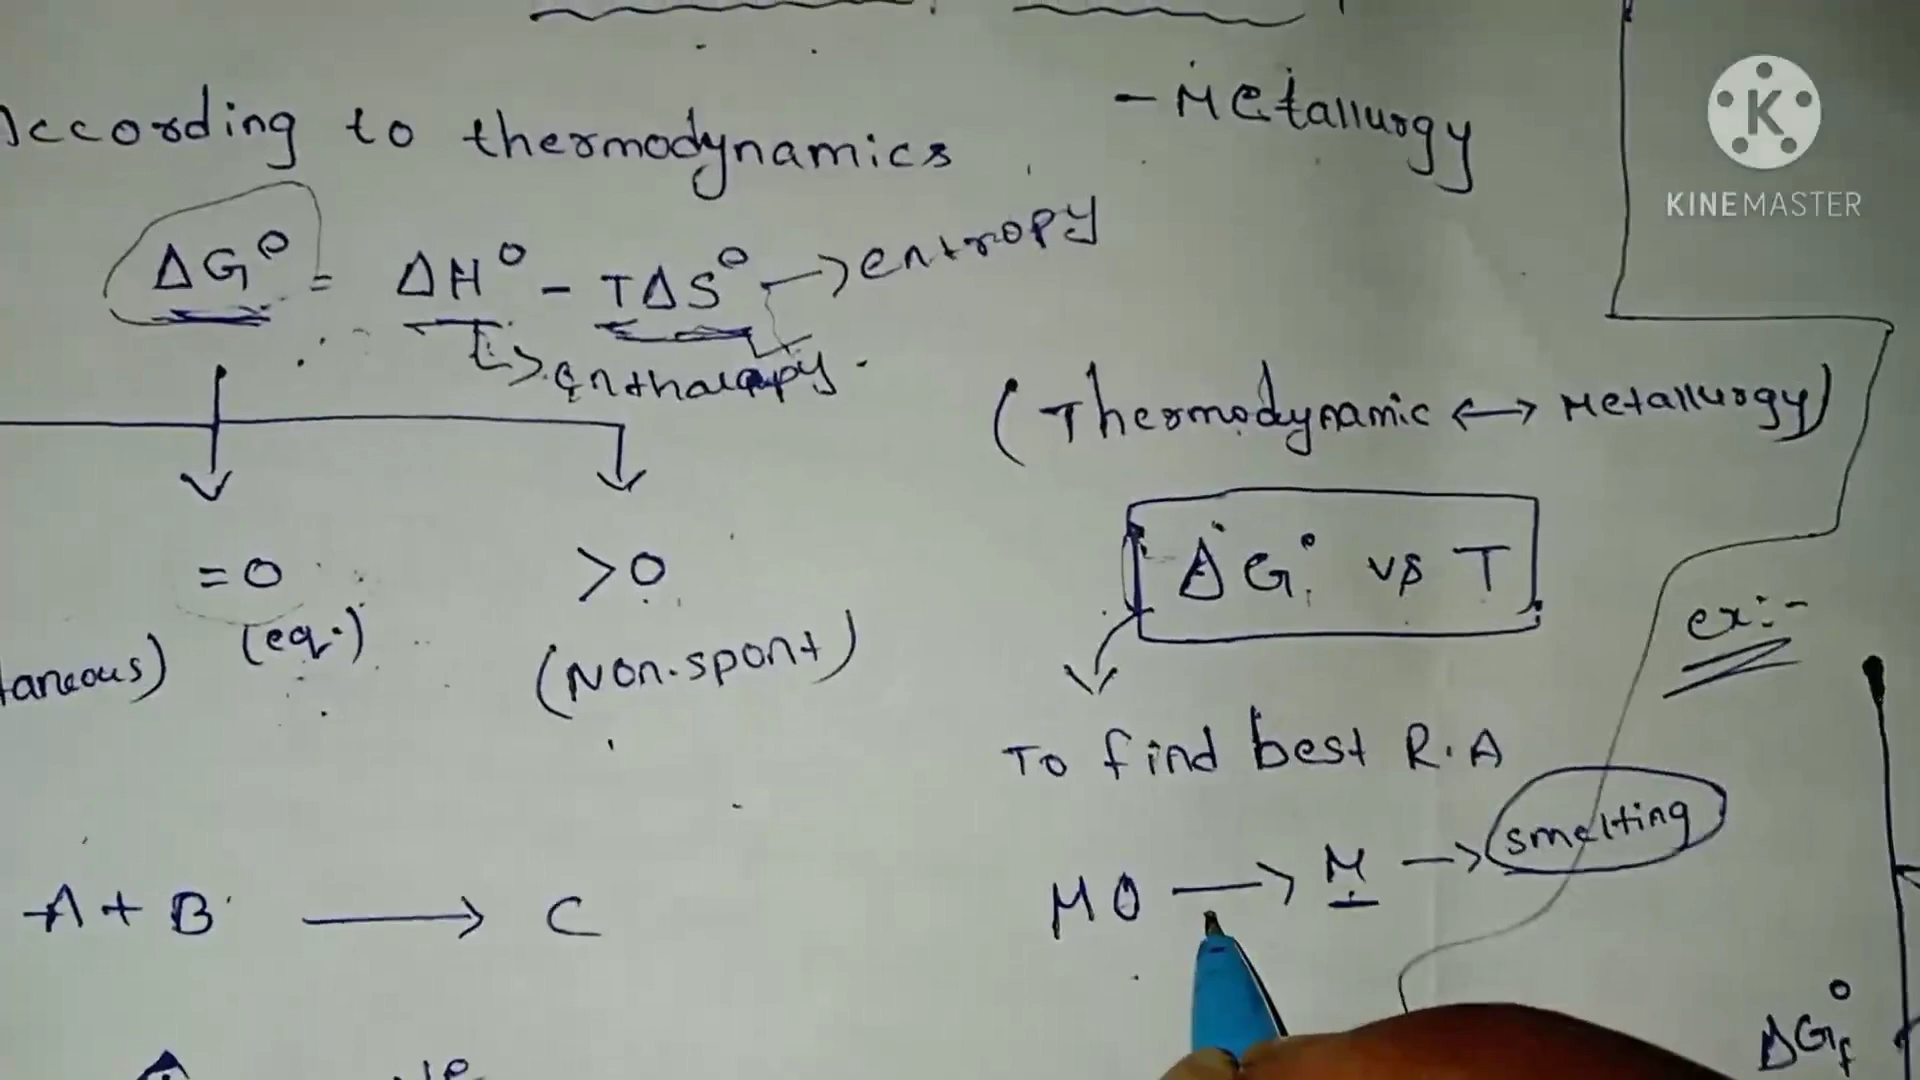 According to thermodynamics
- Metallurgy
KINEMASTER
ΔG° = ΔH° - TΔS° → entropy
→ enthalapy.
(Thermodynamic ↔ Metallurgy)
= 0
> 0
(eq.)
taneous)
(Non.spont)
ΔG° vs T
ex:-
To find best R.A
MO → M → smelting
A + B → C
ΔG°f